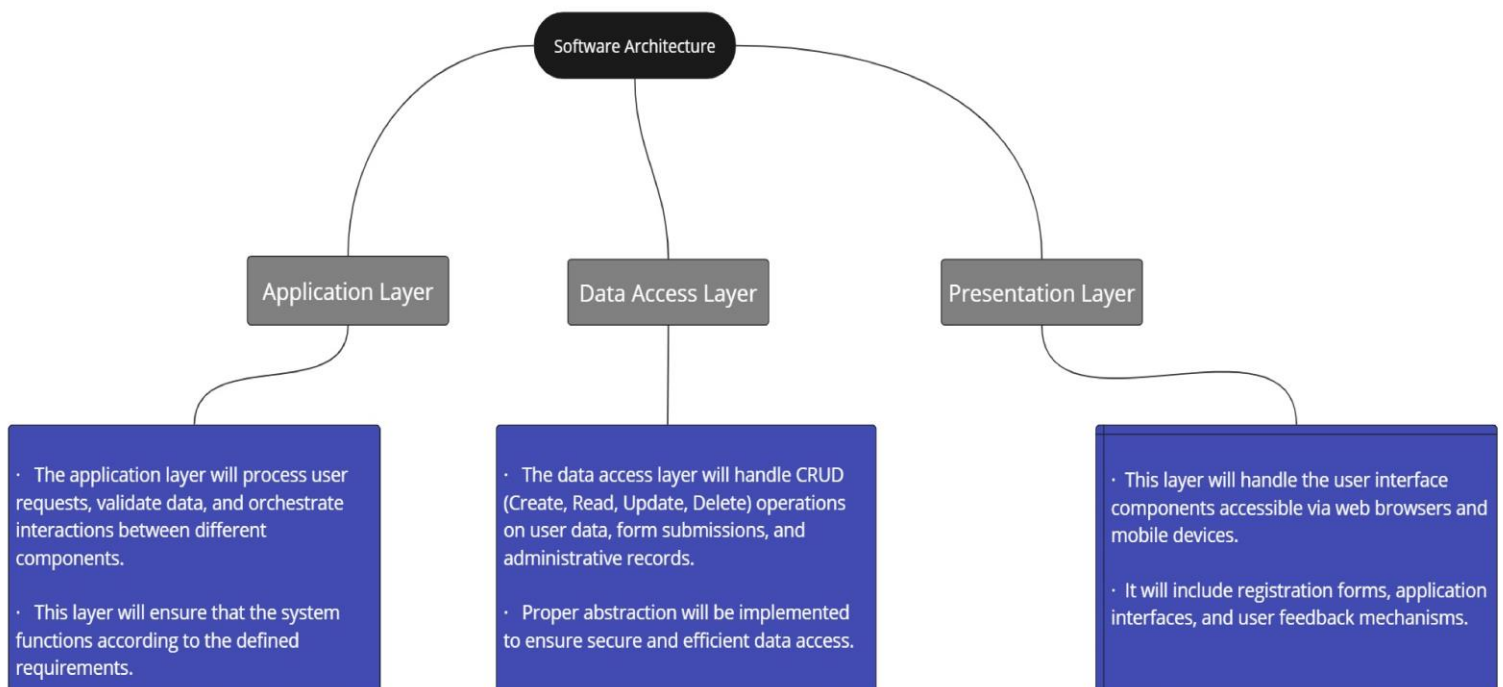 Software Architecture
Application Layer
Data Access Layer
Presentation Layer
· The application layer will process user
requests, validate data, and orchestrate
interactions between different
components.
· This layer will ensure that the system
functions according to the defined
requirements.
· The data access layer will handle CRUD
(Create, Read, Update, Delete) operations
on user data, form submissions, and
administrative records.
· Proper abstraction will be implemented
to ensure secure and efficient data access.
· This layer will handle the user interface
components accessible via web browsers and
mobile devices.
· It will include registration forms, application
interfaces, and user feedback mechanisms.